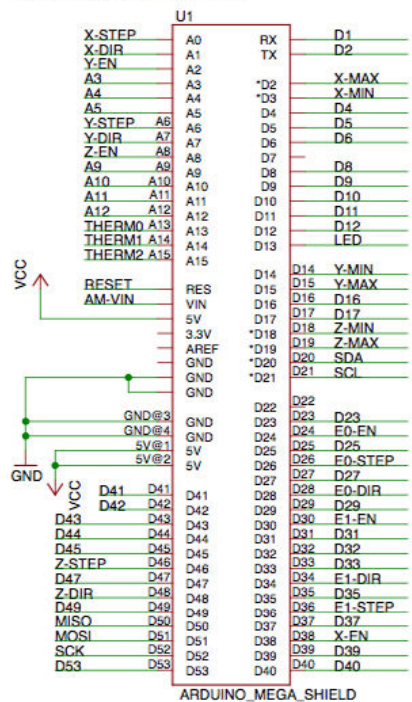 U1
X-STEP A0 RX D1
X-DIR A1 TX D2
Y-EN A2
A3 A3 *D2 X-MAX
A4 A4 *D3 X-MIN
A5 A5 D4 D4
Y-STEP A6 A6 D5 D5
Y-DIR A7 A7 D6 D6
Z-EN A8 A8 D7
A9 A9 A9 D8 D8
A10 A10 A10 D9 D9
A11 A11 A11 D10 D10
A12 A12 A12 D11 D11
THERM0 A13 A13 D12 D12
THERM1 A14 A14 D13 LED
THERM2 A15 A15
VCC
D14 D14 Y-MIN
RESET RES D15 D15 Y-MAX
AM-VIN VIN D16 D16 D16
5V D17 D17 D17
3.3V *D18 D18 Z-MIN
AREF *D19 D19 Z-MAX
GND *D20 D20 SDA
GND *D21 D21 SCL
GND
D22 D22
GND@3 GND D23 D23 D23
GND@4 GND D24 D24 E0-EN
5V@1 5V D25 D25 D25
5V@2 5V D26 D26 E0-STEP
GND
VCC
D27 D27 D27
D41 D41 D41 D28 D28 E0-DIR
D42 D42 D42 D29 D29 D29
D43 D43 D43 D30 D30 E1-EN
D44 D44 D44 D31 D31 D31
D45 D45 D45 D32 D32 D32
Z-STEP D46 D46 D33 D33 D33
D47 D47 D47 D34 D34 E1-DIR
Z-DIR D48 D48 D35 D35 D35
D49 D49 D49 D36 D36 E1-STEP
MISO D50 D50 D37 D37 D37
MOSI D51 D51 D38 D38 X-EN
SCK D52 D52 D39 D39 D39
D53 D53 D53 D40 D40 D40
ARDUINO_MEGA_SHIELD